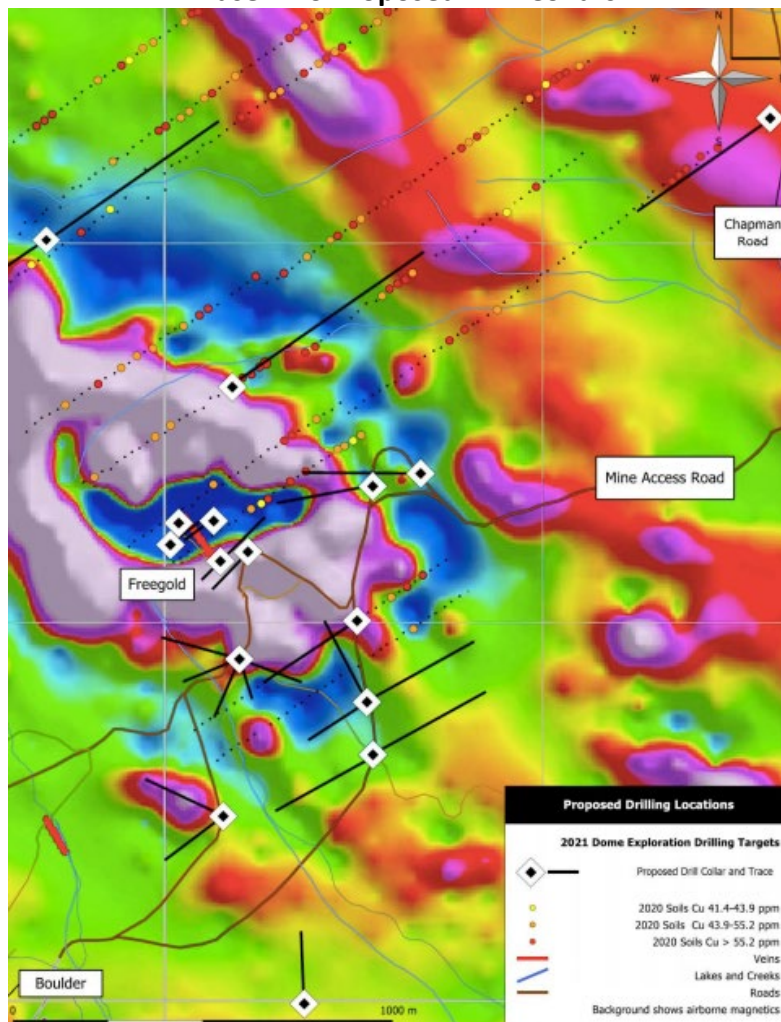 N
W
S
Chapman
Road
Mine Access Road
Freegold
Proposed Drilling Locations
2021 Dome Exploration Drilling Targets
Proposed Drill Collar and Trace
2020 Soils Cu 41.4-43.9 ppm
2020 Soils Cu 43.9-55.2 ppm
2020 Soils Cu > 55.2 ppm
Veins
Lakes and Creeks
Roads
Background shows airborne magnetics
Boulder
0
1000 m